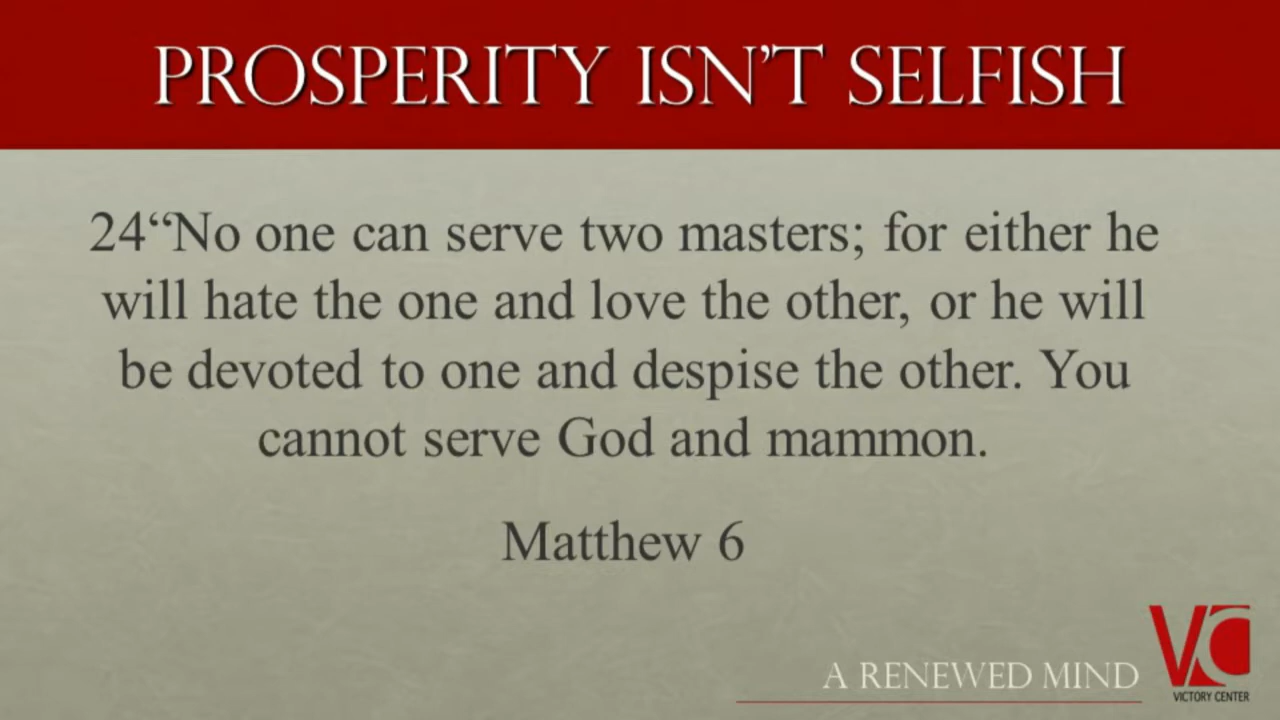 PROSPERITY ISN'T SELFISH
24“No one can serve two masters; for either he
will hate the one and love the other, or he will
be devoted to one and despise the other. You
cannot serve God and mammon.
Matthew 6
A RENEWED MIND
VC
VICTORY CENTER